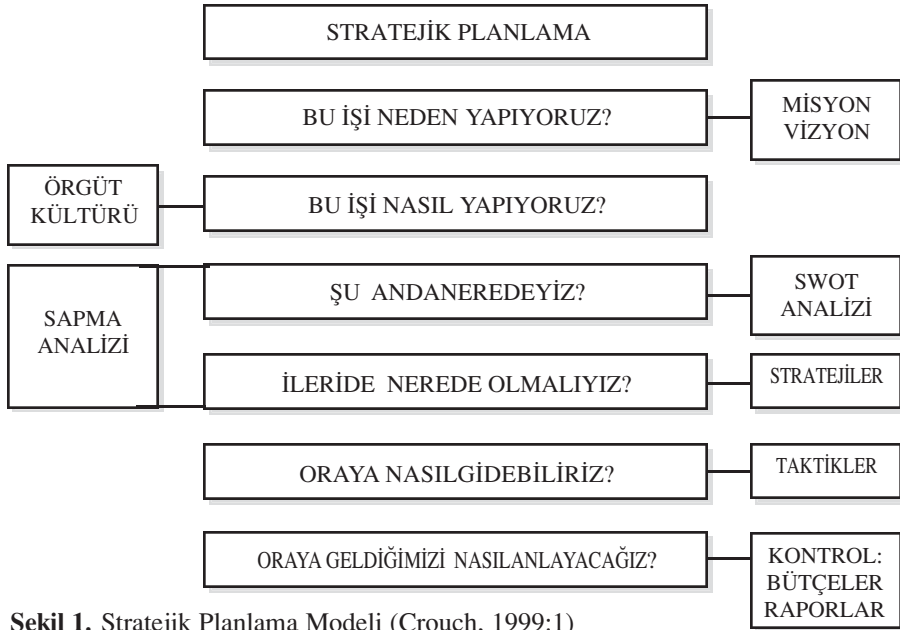 STRATEJİK PLANLAMA
BU İŞİ NEDEN YAPIYORUZ?
MİSYON
VİZYON
ÖRGÜT
KÜLTÜRÜ
BU İŞİ NASIL YAPIYORUZ?
SAPMA
ANALİZİ
ŞU ANDANEREDEYİZ?
SWOT
ANALİZİ
İLERİDE NEREDE OLMALIYIZ?
STRATEJİLER
ORAYA NASILGİDEBİLİRİZ?
TAKTİKLER
ORAYA GELDİĞİMİZİ NASILANLAYACAĞIZ?
KONTROL:
BÜTÇELER
RAPORLAR
Şekil 1. Stratejik Planlama Modeli (Crouch, 1999:1)